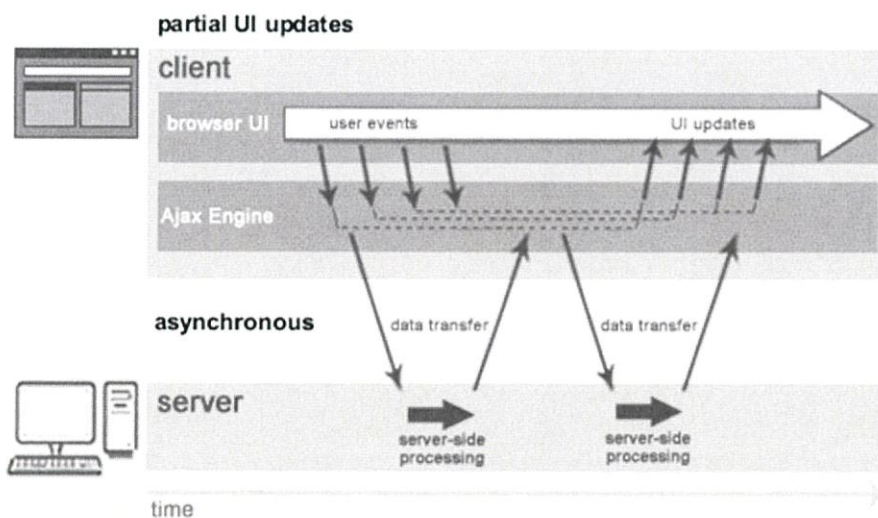 partial UI updates
client
browser UI
user events
UI updates
Ajax Engine
asynchronous
data transfer
data transfer
server
server-side
processing
server-side
processing
time